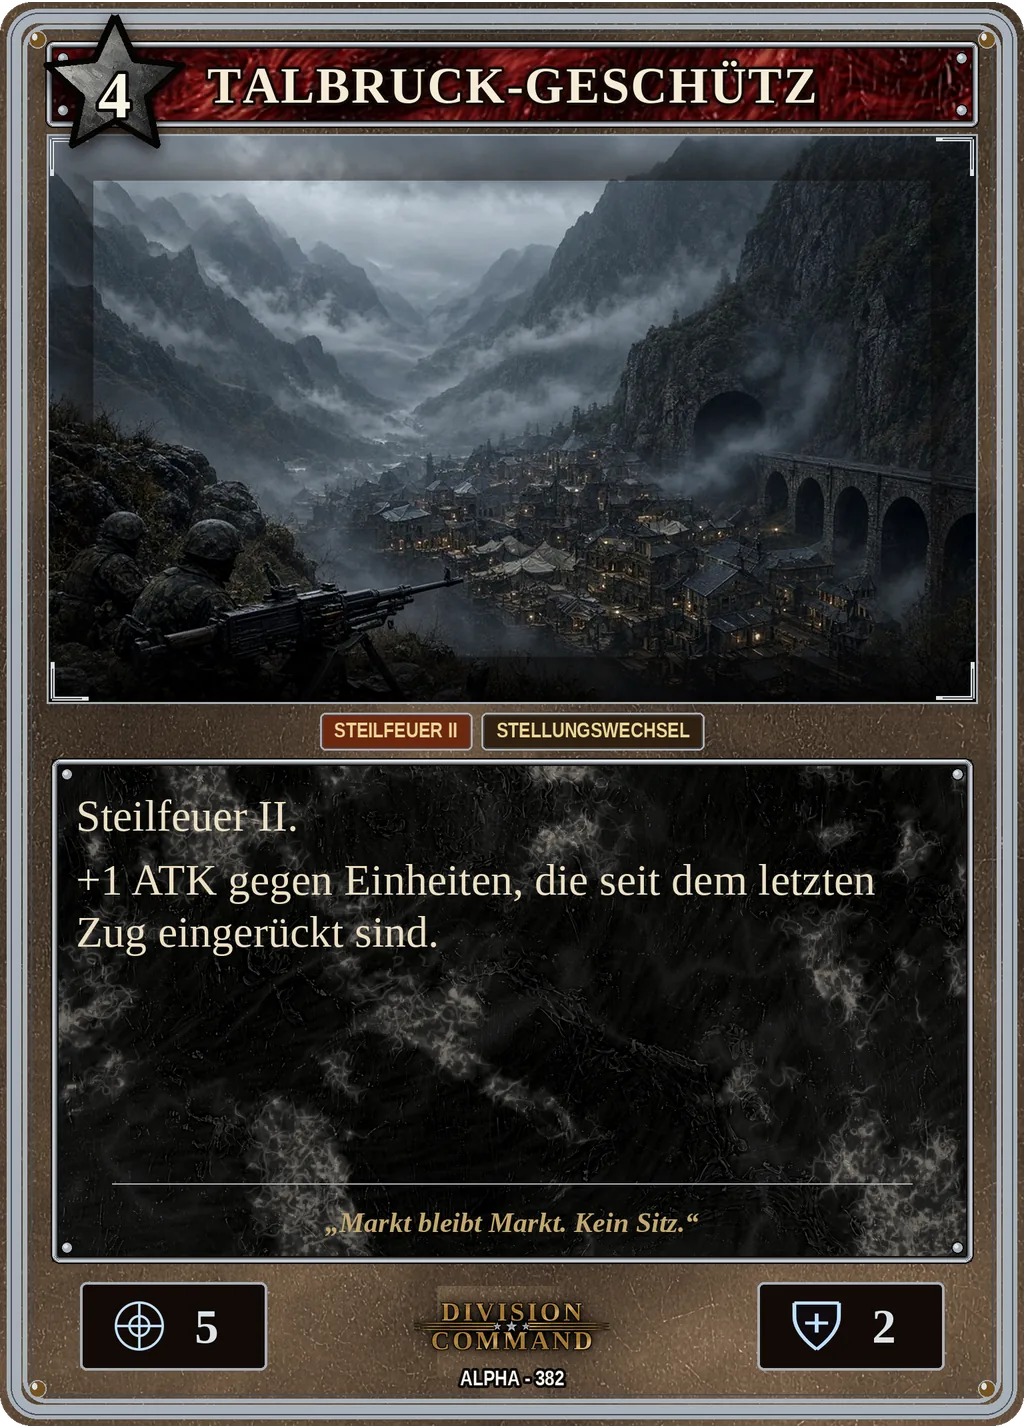 4
TALBRUCK-GESCHÜTZ
STEILFEUER II
STELLUNGSWECHSEL
Steilfeuer II.
+1 ATK gegen Einheiten, die seit dem letzten
Zug eingerückt sind.
„Markt bleibt Markt. Kein Sitz.“
5
DIVISION
COMMAND
2
ALPHA - 382